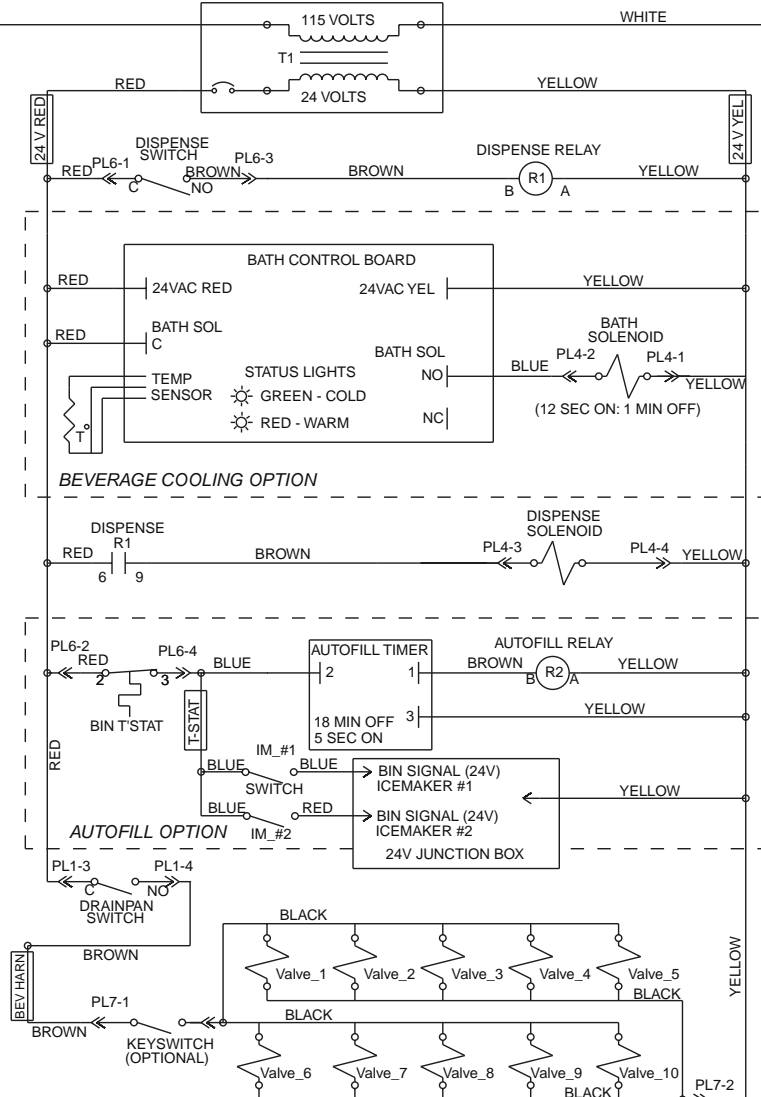 115 VOLTS
WHITE
T1
RED
24 VOLTS
YELLOW
24 V RED
24 V YEL
DISPENSE
SWITCH
DISPENSE RELAY
RED
PL6-1
C
NO
BROWN
PL6-3
BROWN
B
R1
A
YELLOW
BATH CONTROL BOARD
RED
24VAC RED
24VAC YEL
YELLOW
RED
BATH SOL
C
BATH
SOLENOID
BATH SOL
NO
BLUE
PL4-2
PL4-1
YELLOW
TEMP
SENSOR
STATUS LIGHTS
GREEN - COLD
RED - WARM
NC
(12 SEC ON: 1 MIN OFF)
T°
BEVERAGE COOLING OPTION
DISPENSE
R1
RED
6
9
BROWN
DISPENSE
SOLENOID
PL4-3
PL4-4
YELLOW
PL6-2
RED
2
3
PL6-4
BLUE
BIN T'STAT
T-STAT
AUTOFILL TIMER
2
1
3
18 MIN OFF
5 SEC ON
AUTOFILL RELAY
BROWN
B
R2
A
YELLOW
YELLOW
RED
BLUE
IM_#1
SWITCH
BLUE
BIN SIGNAL (24V)
ICEMAKER #1
YELLOW
BLUE
IM_#2
RED
BIN SIGNAL (24V)
ICEMAKER #2
24V JUNCTION BOX
AUTOFILL OPTION
PL1-3
C
NO
PL1-4
DRAINPAN
SWITCH
BROWN
BEV HARN
BLACK
Valve_1
Valve_2
Valve_3
Valve_4
Valve_5
BLACK
YELLOW
BROWN
PL7-1
KEYSWITCH
(OPTIONAL)
BLACK
Valve_6
Valve_7
Valve_8
Valve_9
Valve_10
BLACK
PL7-2